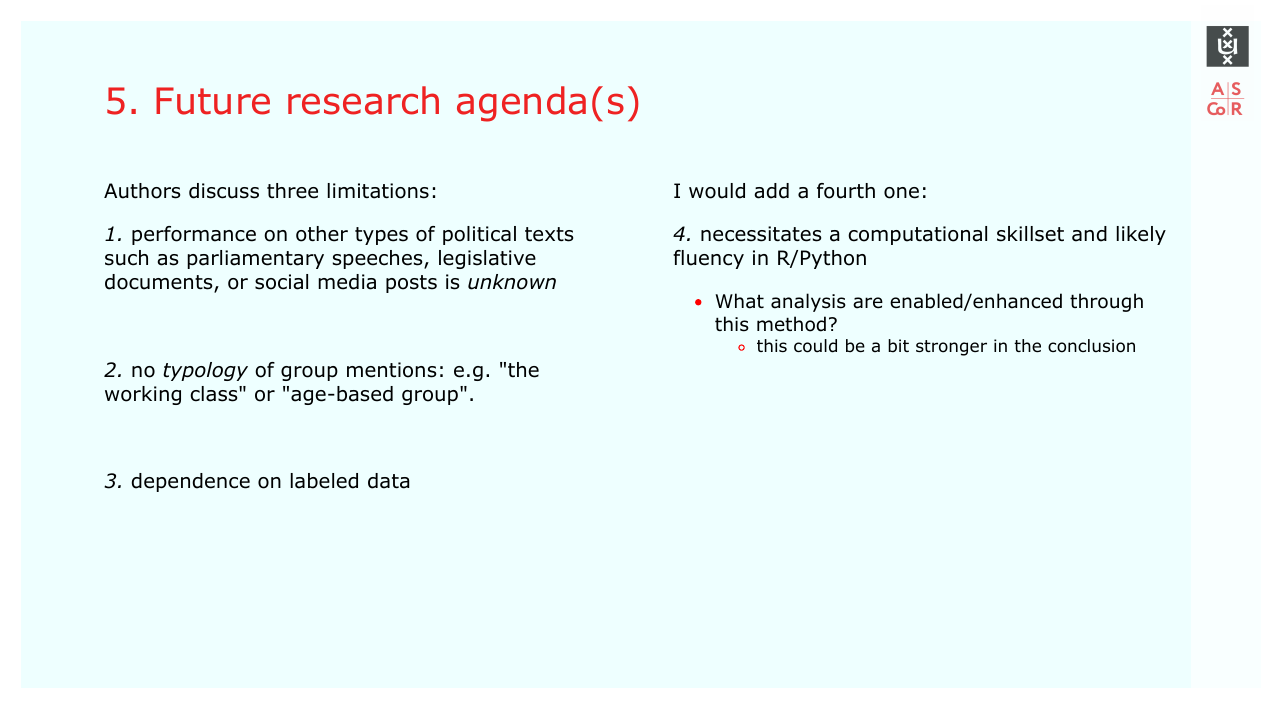 5. Future research agenda(s)
Authors discuss three limitations:
1. performance on other types of political texts
such as parliamentary speeches, legislative
documents, or social media posts is unknown
2. no typology of group mentions: e.g. "the
working class" or "age-based group".
3. dependence on labeled data
I would add a fourth one:
4. necessitates a computational skillset and likely
fluency in R/Python
• What analysis are enabled/enhanced through
this method?
◦ this could be a bit stronger in the conclusion
U
A|S
Co|R